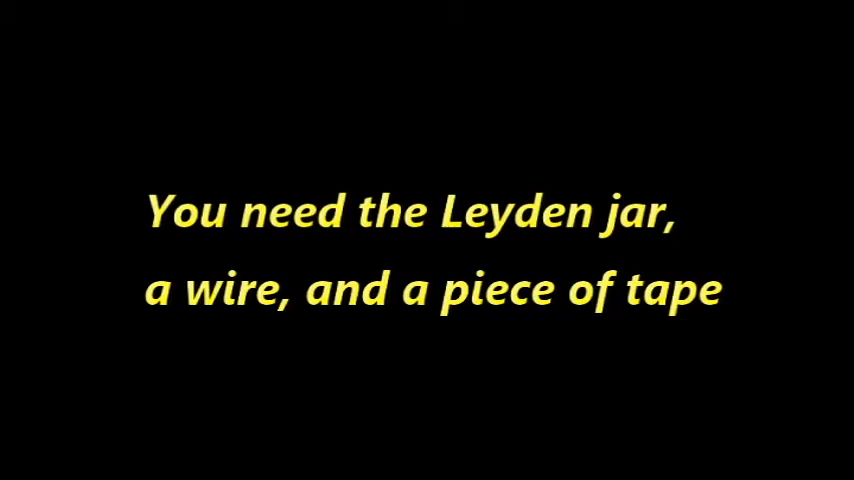 You need the Leyden jar,
a wire, and a piece of tape